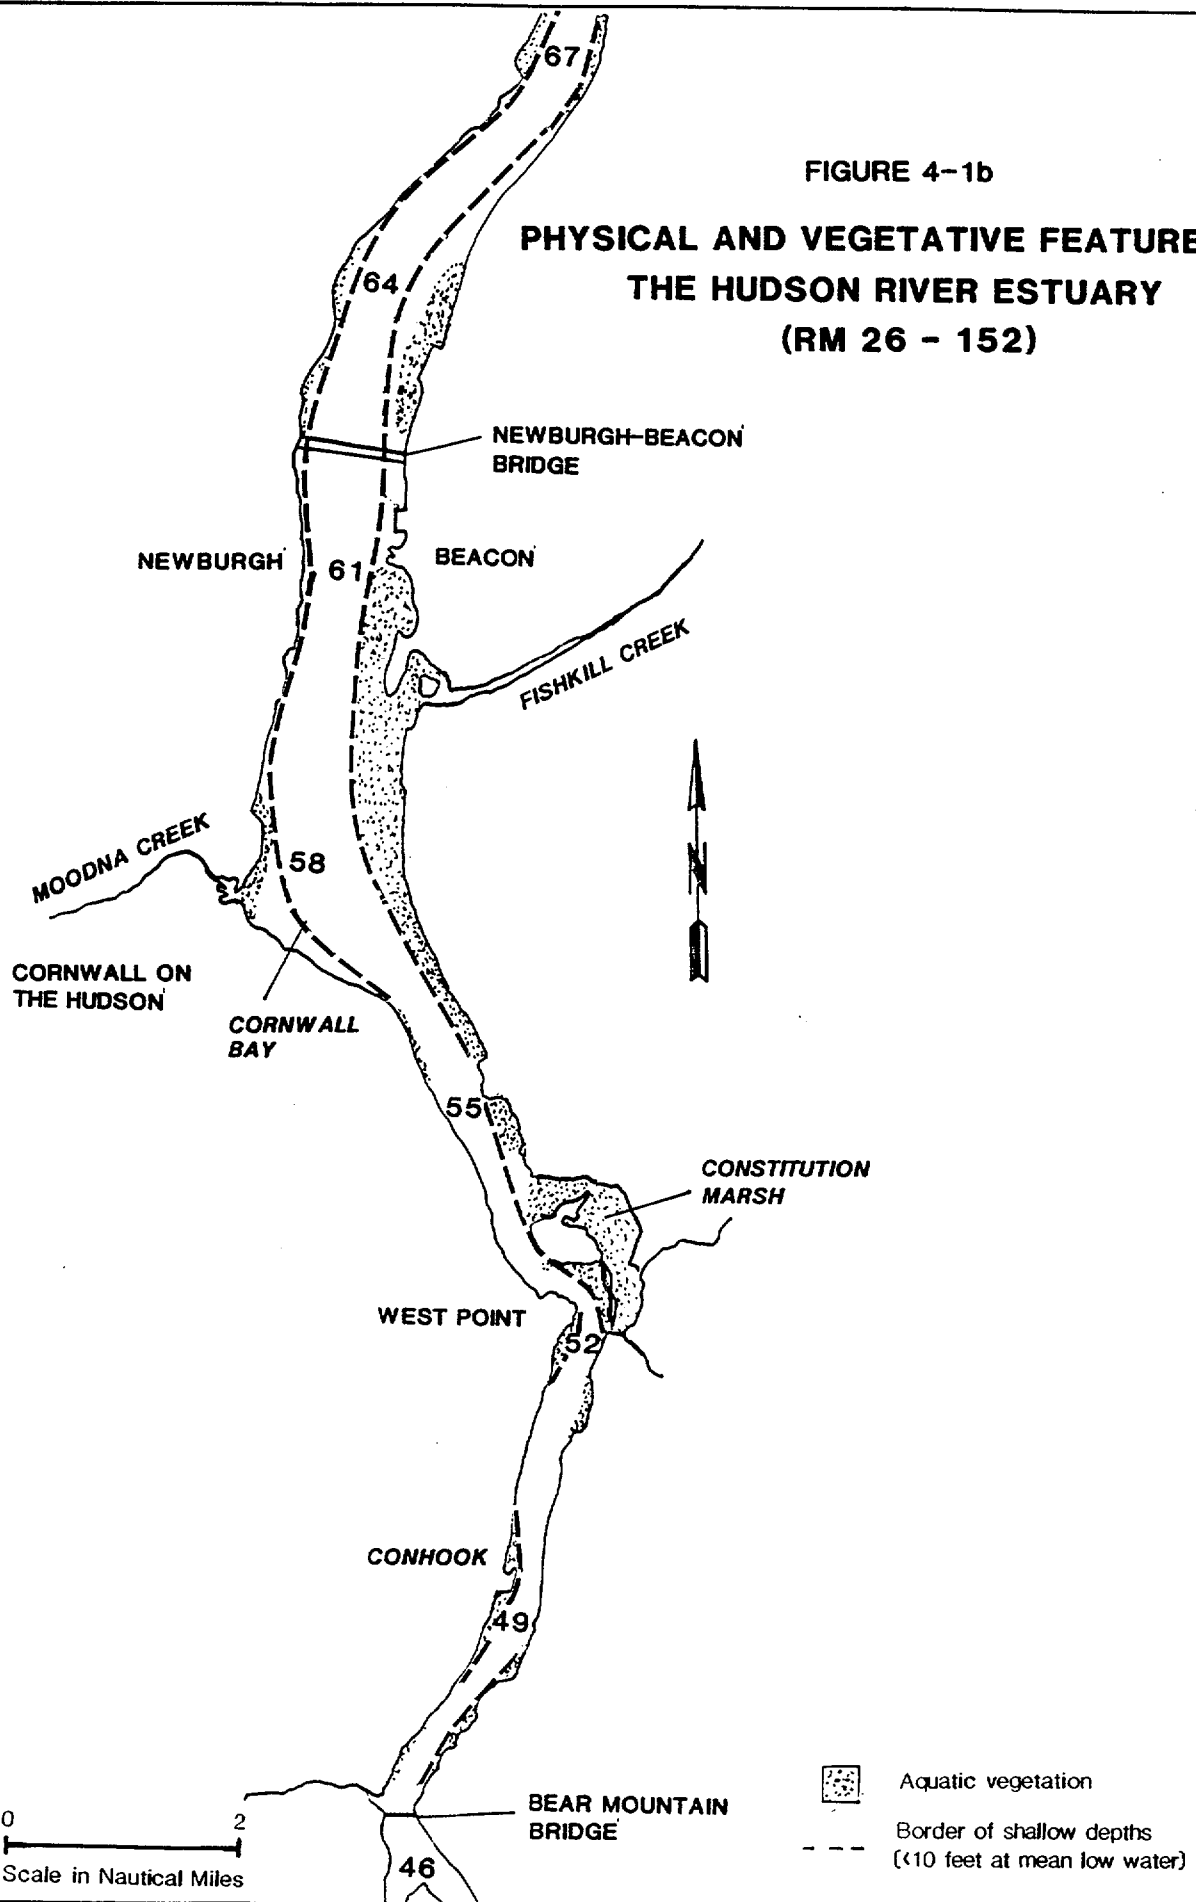 67
FIGURE 4-1b
PHYSICAL AND VEGETATIVE FEATURE
THE HUDSON RIVER ESTUARY
(RM 26 - 152)
64
NEWBURGH-BEACON
BRIDGE
NEWBURGH
61
BEACON
FISHKILL CREEK
MOODNA CREEK
58
N
CORNWALL ON
THE HUDSON
CORNWALL
BAY
55
CONSTITUTION
MARSH
WEST POINT
52
CONHOOK
49
Aquatic vegetation
BEAR MOUNTAIN
BRIDGE
Border of shallow depths
(<10 feet at mean low water)
0 2
Scale in Nautical Miles
46